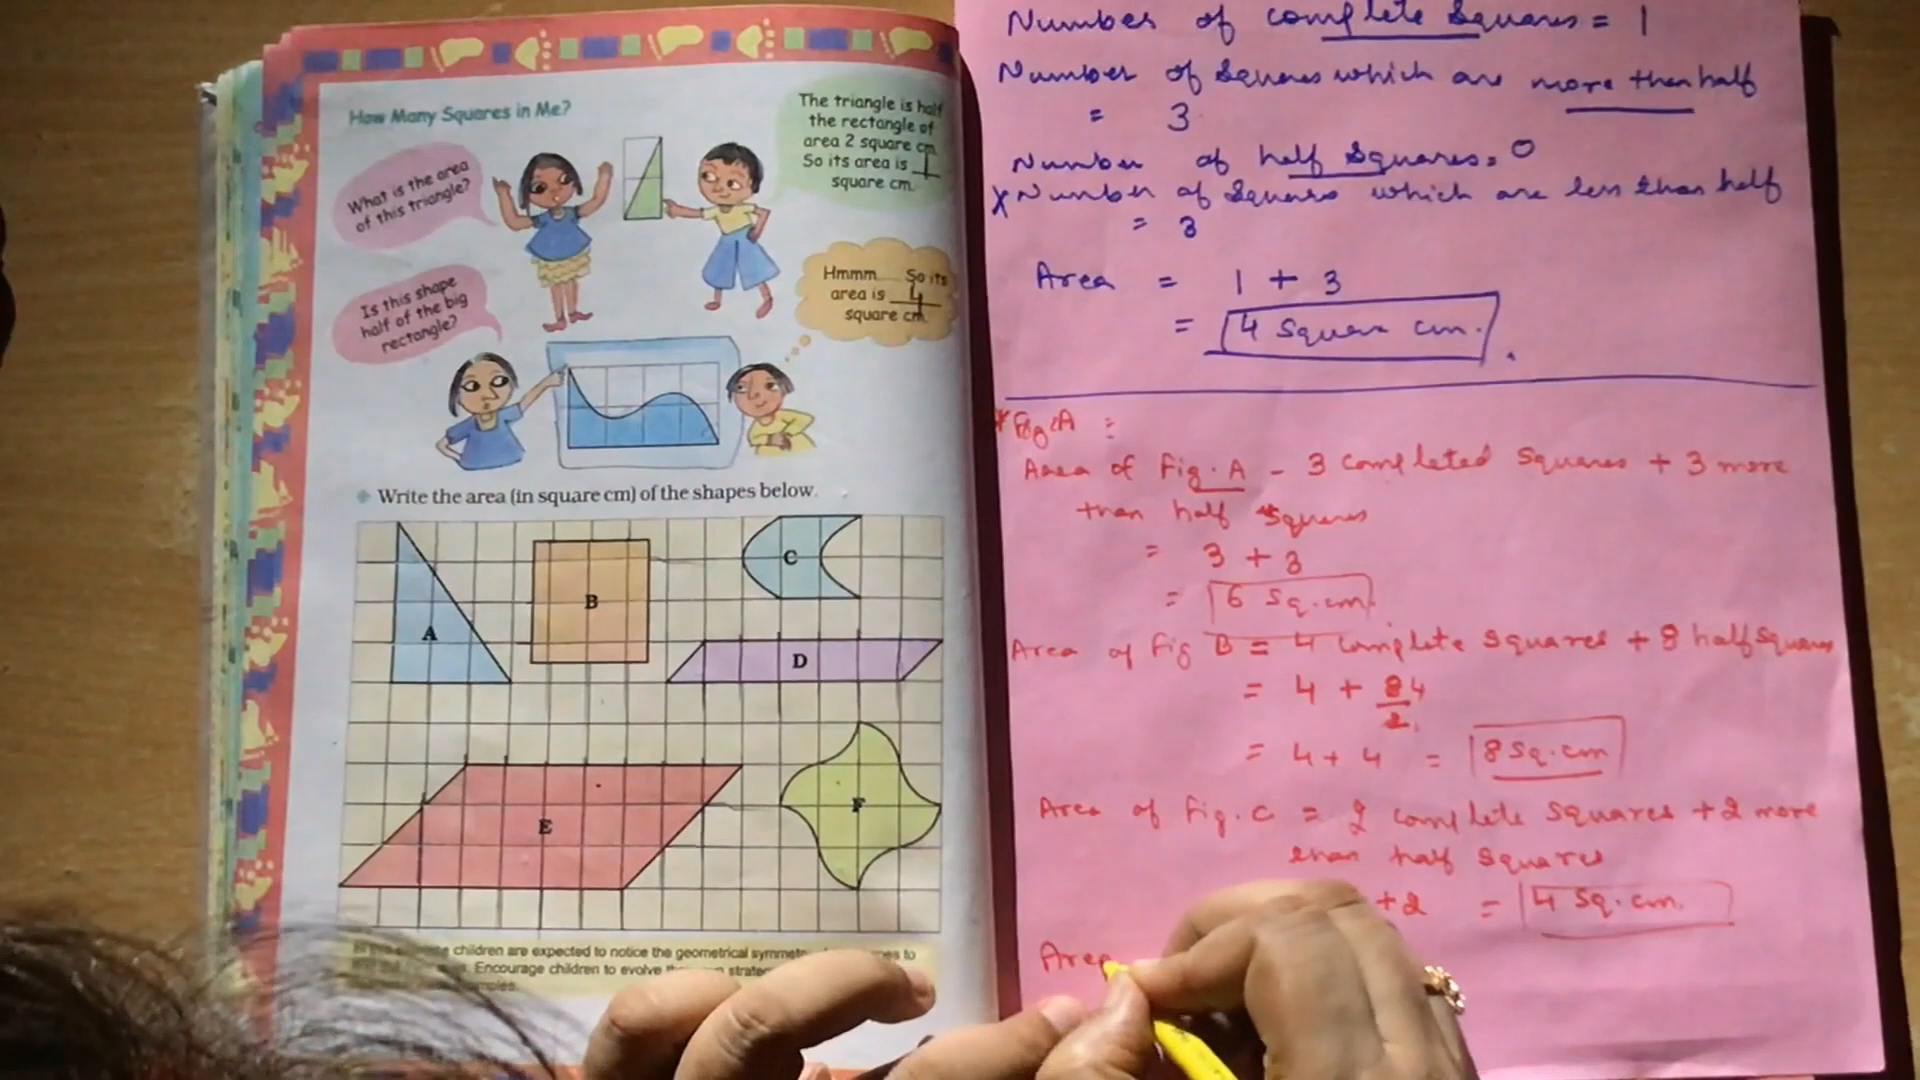 How Many Squares in Me?
What is the area
of this triangle?
The triangle is half
the rectangle of
area 2 square cm.
So its area is 1
square cm.
Is this shape
half of the big
rectangle?
Hmmm..... So its
area is 4
square cm.
Write the area (in square cm) of the shapes below.
A
B
C
D
E
F
children are expected to notice the geometrical
to
Encourage children to evolve
Number of complete squares = 1
Number of squares which are more than half
= 3
Number of half squares = 0
x Number of squares which are less than half
= 3
Area = 1 + 3
= 4 square cm.
* Fig A :
Area of Fig. A - 3 completed squares + 3 more
than half squares
= 3 + 3
= 6 sq.cm.
Area of Fig B = 4 complete squares + 8 half squares
= 4 + 8/2 4
= 4 + 4 = 8 sq.cm
Area of Fig. C = 2 complete squares + 2 more
than half squares
+2 = 4 sq.cm.
Area